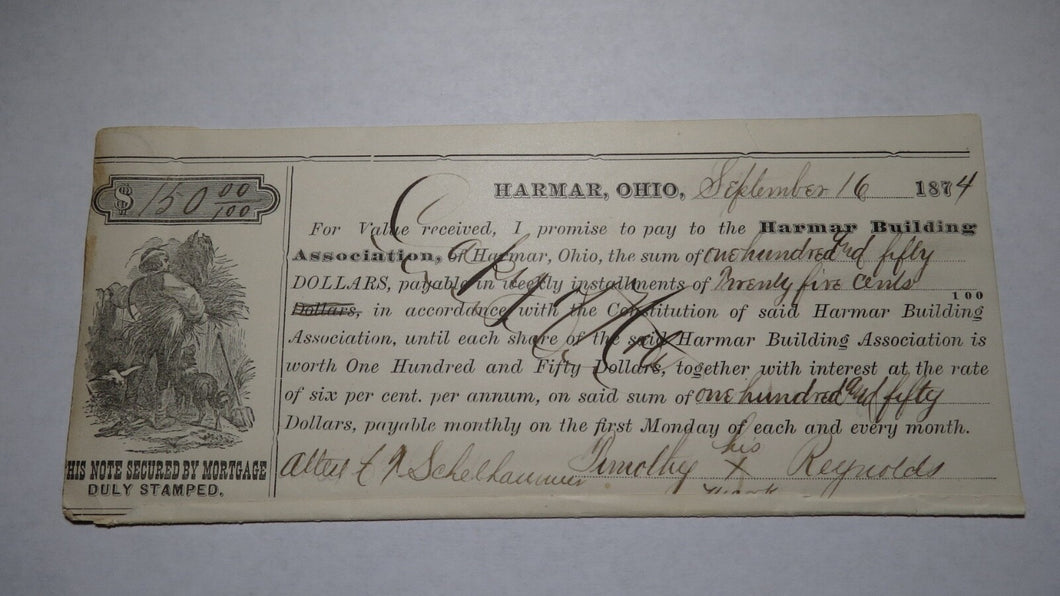 $ 150 00/100
HARMAR, OHIO, September 16 1874
For Value received, I promise to pay to the Harmar Building
Association, of Harmar, Ohio, the sum of one hundred and fifty
DOLLARS, payable in weekly installments of Twenty five cents
100
Dollars, in accordance with the Constitution of said Harmar Building
Association, until each share of the said Harmar Building Association is
worth One Hundred and Fifty Dollars, together with interest at the rate
of six per cent. per annum, on said sum of one hundred and fifty
Dollars, payable monthly on the first Monday of each and every month.
his
Attest Schelhammer Timothy X Reynolds
mark
HIS NOTE SECURED BY MORTGAGE
DULY STAMPED.